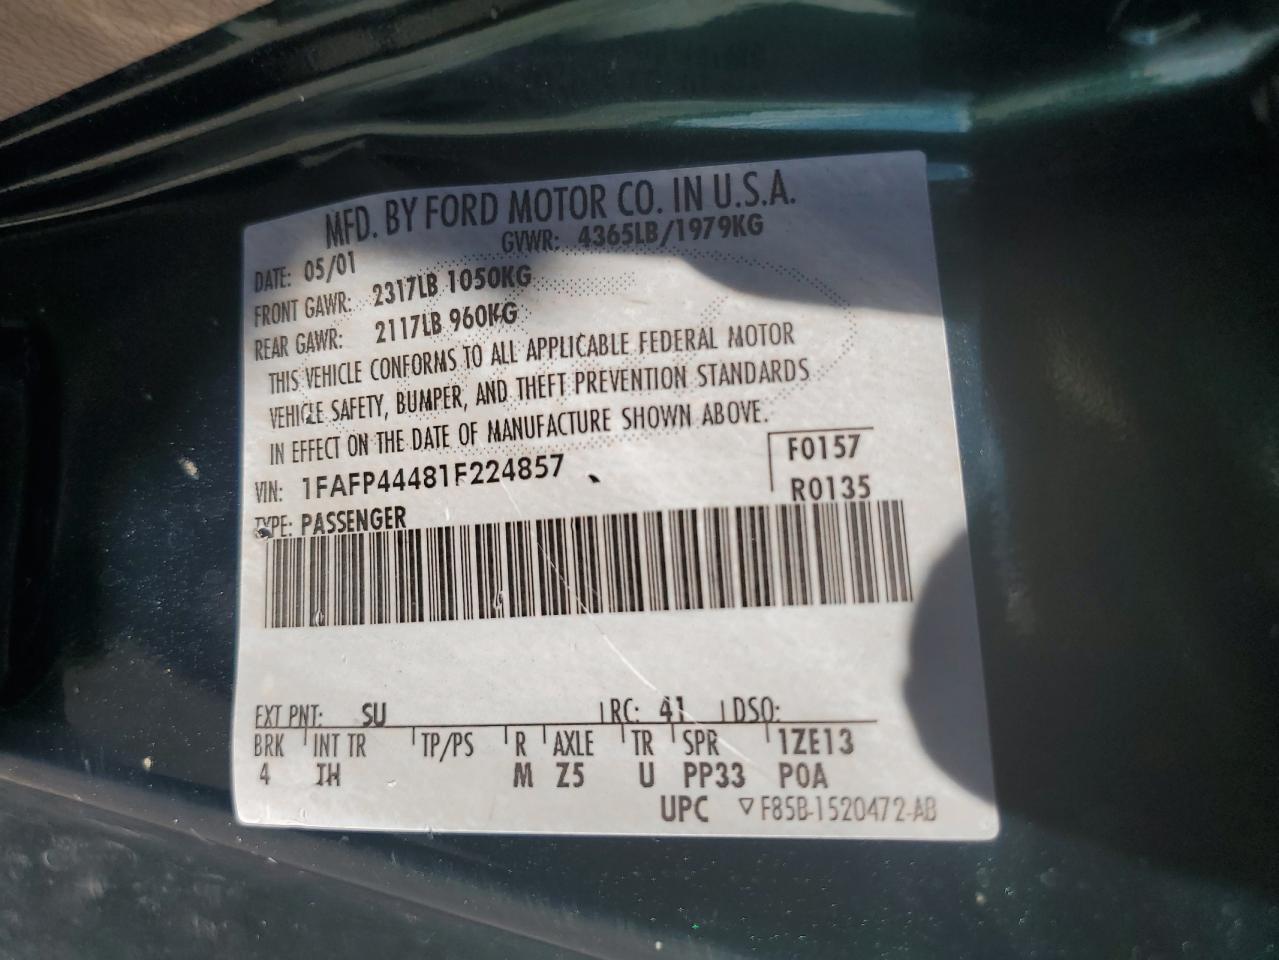 MFD. BY FORD MOTOR CO. IN U.S.A.
DATE: 05/01 GVWR: 4365LB/1979KG
FRONT GAWR: 2317LB 1050KG
REAR GAWR: 2117LB 960KG
THIS VEHICLE CONFORMS TO ALL APPLICABLE FEDERAL MOTOR
VEHICLE SAFETY, BUMPER, AND THEFT PREVENTION STANDARDS
IN EFFECT ON THE DATE OF MANUFACTURE SHOWN ABOVE.
VIN: 1FAFP44481F224857 F0157
TYPE: PASSENGER R0135
EXT PNT: SU RC: 41 DSO:
BRK INT TR TP/PS R AXLE TR SPR 1ZE13
4 IH M Z5 U PP33 P0A
UPC ▽ F85B-1520472-AB